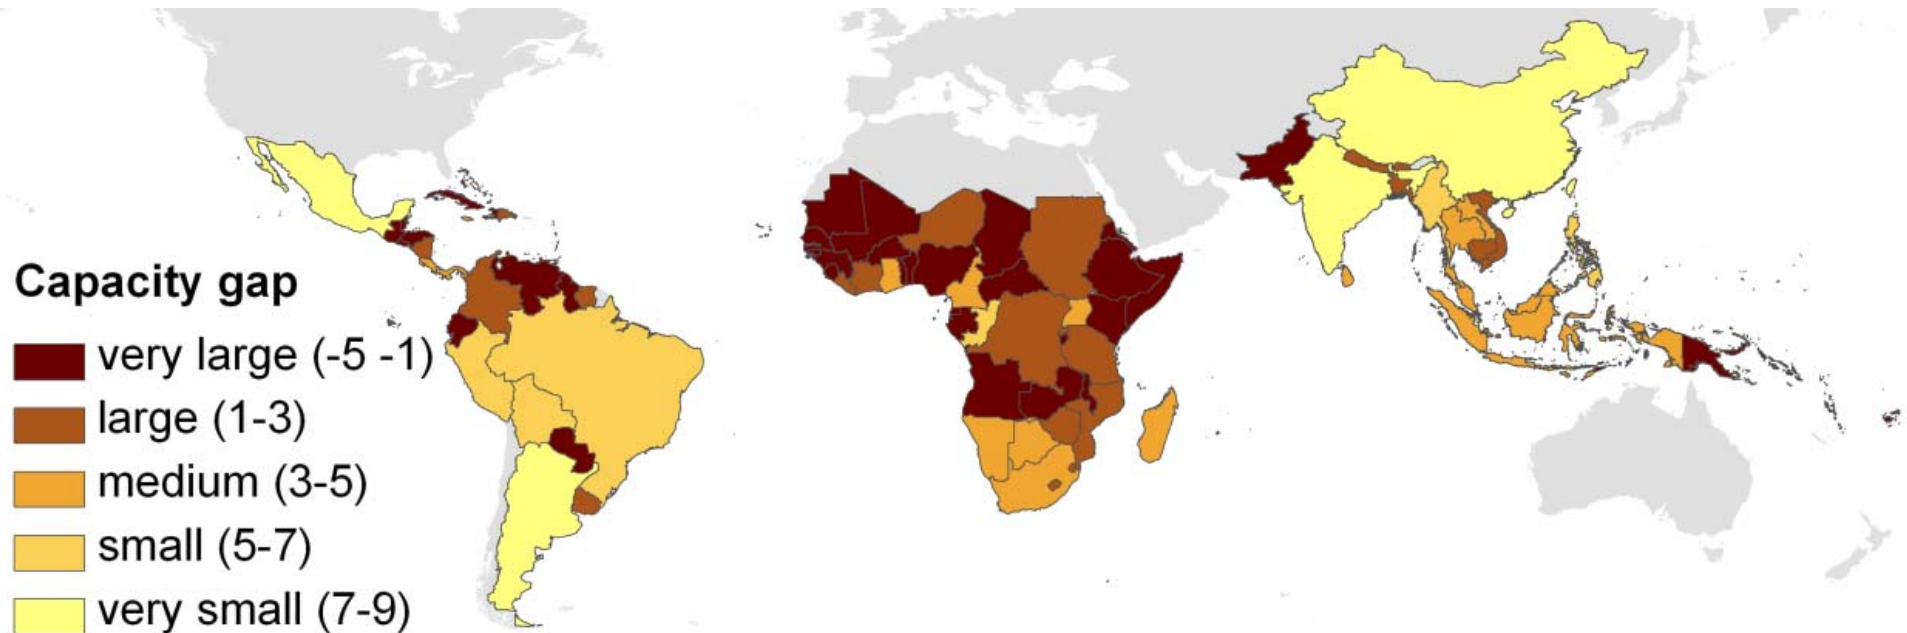 Capacity gap
very large (-5 -1)
large (1-3)
medium (3-5)
small (5-7)
very small (7-9)